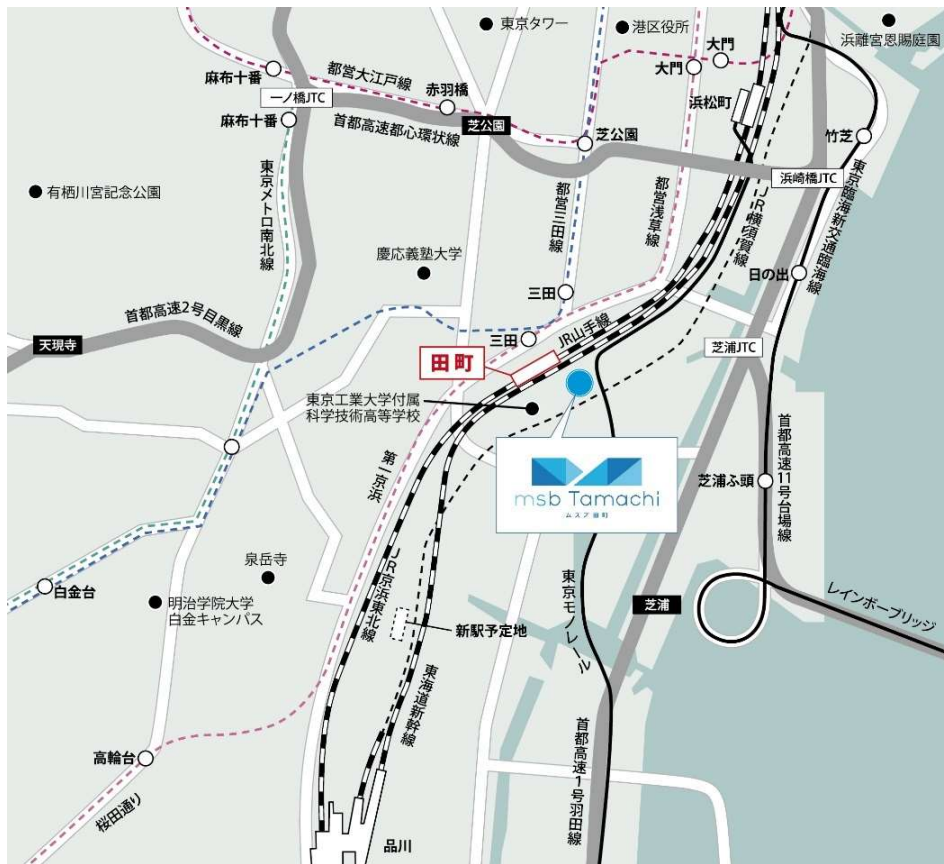 東京タワー
港区役所
浜離宮恩賜庭園
大門
大門
麻布十番
都営大江戸線
赤羽橋
浜松町
一ノ橋JTC
麻布十番
首都高速都心環状線
芝公園
芝公園
竹芝
浜崎橋JTC
有栖川宮記念公園
東京メトロ南北線
都営三田線
都営浅草線
JR横須賀線
東京臨海新交通臨海線
慶応義塾大学
日の出
三田
首都高速2号目黒線
天現寺
三田
JR山手線
芝浦JTC
田町
東京工業大学付属
科学技術高等学校
msb Tamachi
ムスブ田町
第一京浜
芝浦ふ頭
首都高速11号台場線
泉岳寺
白金台
明治学院大学
白金キャンパス
JR京浜東北線
新駅予定地
東京モノレール
芝浦
レインボーブリッジ
東海道新幹線
高輪台
桜田通り
首都高速1号羽田線
品川